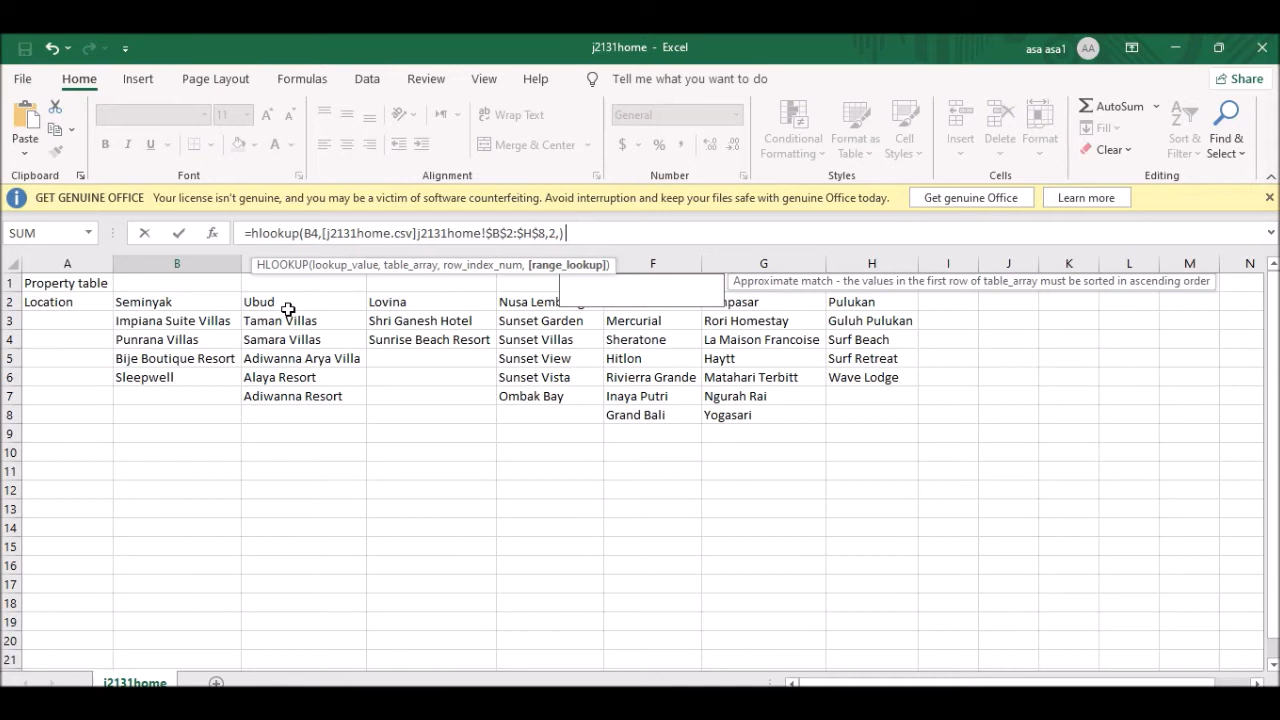 j2131home - Excel
asa asa1
AA
File Home Insert Page Layout Formulas Data Review View Help Tell me what you want to do Share
Paste
11
General
Wrap Text
Merge & Center
Conditional Formatting
Format as Table
Cell Styles
Insert
Delete
Format
AutoSum
Fill
Clear
Sort & Filter
Find & Select
Clipboard Font Alignment Number Styles Cells Editing
GET GENUINE OFFICE Your license isn't genuine, and you may be a victim of software counterfeiting. Avoid interruption and keep your files safe with genuine Office today. Get genuine Office Learn more
SUM =hlookup(B4,[j2131home.csv]j2131home!$B$2:$H$8,2,)
HLOOKUP(lookup_value, table_array, row_index_num, [range_lookup])
A B F G H I J K L M N
Approximate match - the values in the first row of table_array must be sorted in ascending order
1 Property table
2 Location Seminyak Ubud Lovina Pulukan
3 Impiana Suite Villas Taman Villas Shri Ganesh Hotel Sunset Garden Mercurial Rori Homestay Guluh Pulukan
4 Punrana Villas Samara Villas Sunrise Beach Resort Sunset Villas Sheratone La Maison Francoise Surf Beach
5 Bije Boutique Resort Adiwanna Arya Villa Sunset View Hitlon Haytt Surf Retreat
6 Sleepwell Alaya Resort Sunset Vista Rivierra Grande Matahari Terbitt Wave Lodge
7 Adiwanna Resort Ombak Bay Inaya Putri Ngurah Rai
8 Grand Bali Yogasari
9
10
11
12
13
14
15
16
17
18
19
20
21
j2131home